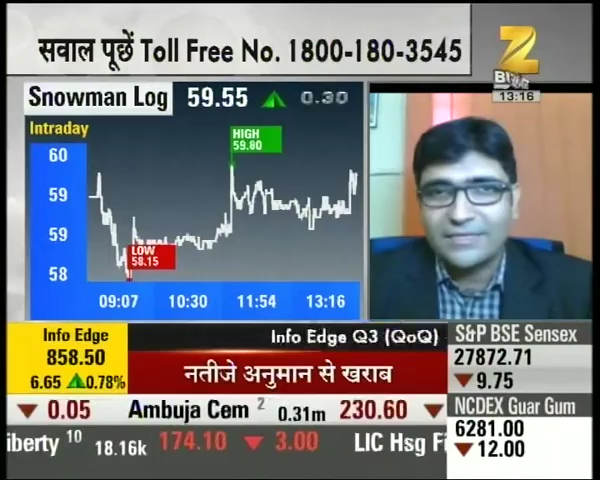 सवाल पूछें Toll Free No. 1800-180-3545
13:16
Snowman Log 59.55 0.30
Intraday
60
59
59
58
HIGH
59.80
LOW
58.15
09:07 10:30 11:54 13:16
Info Edge
858.50
6.65 0.78%
Info Edge Q3 (QoQ)
नतीजे अनुमान से खराब
S&P BSE Sensex
27872.71
9.75
NCDEX Guar Gum
6281.00
12.00
0.05 Ambuja Cem 2 0.31m 230.60
iberty 10 18.16k 174.10 3.00 LIC Hsg Fi